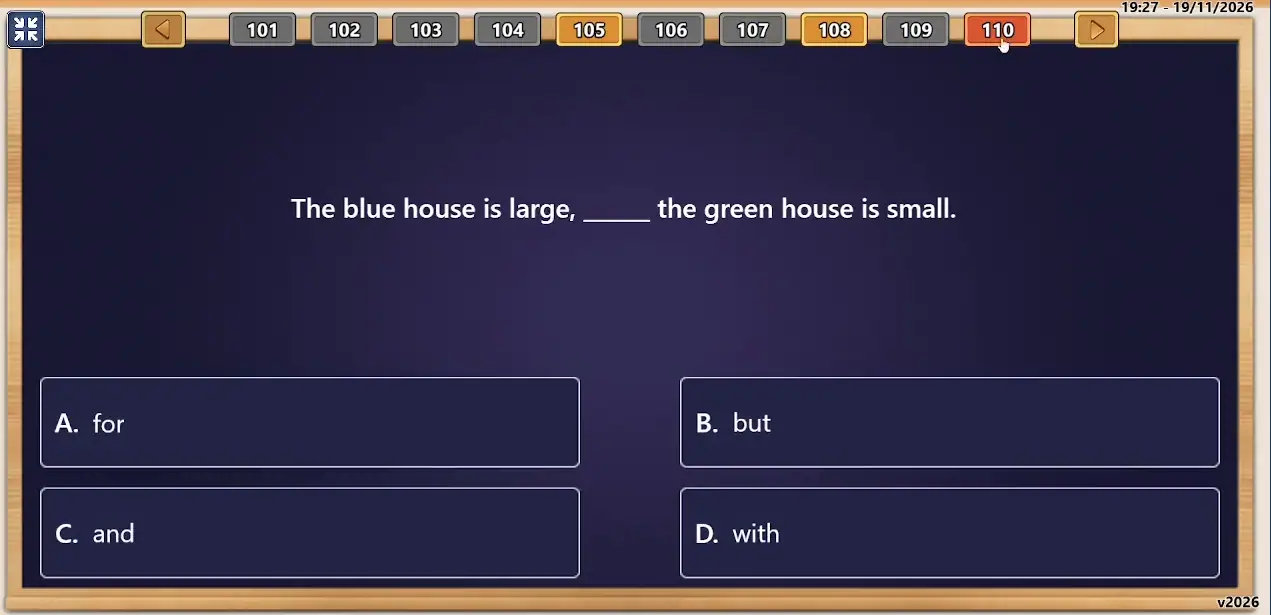 19:27 - 19/11/2026
101 102 103 104 105 106 107 108 109 110
The blue house is large, _____ the green house is small.
A. for
B. but
C. and
D. with
v2026